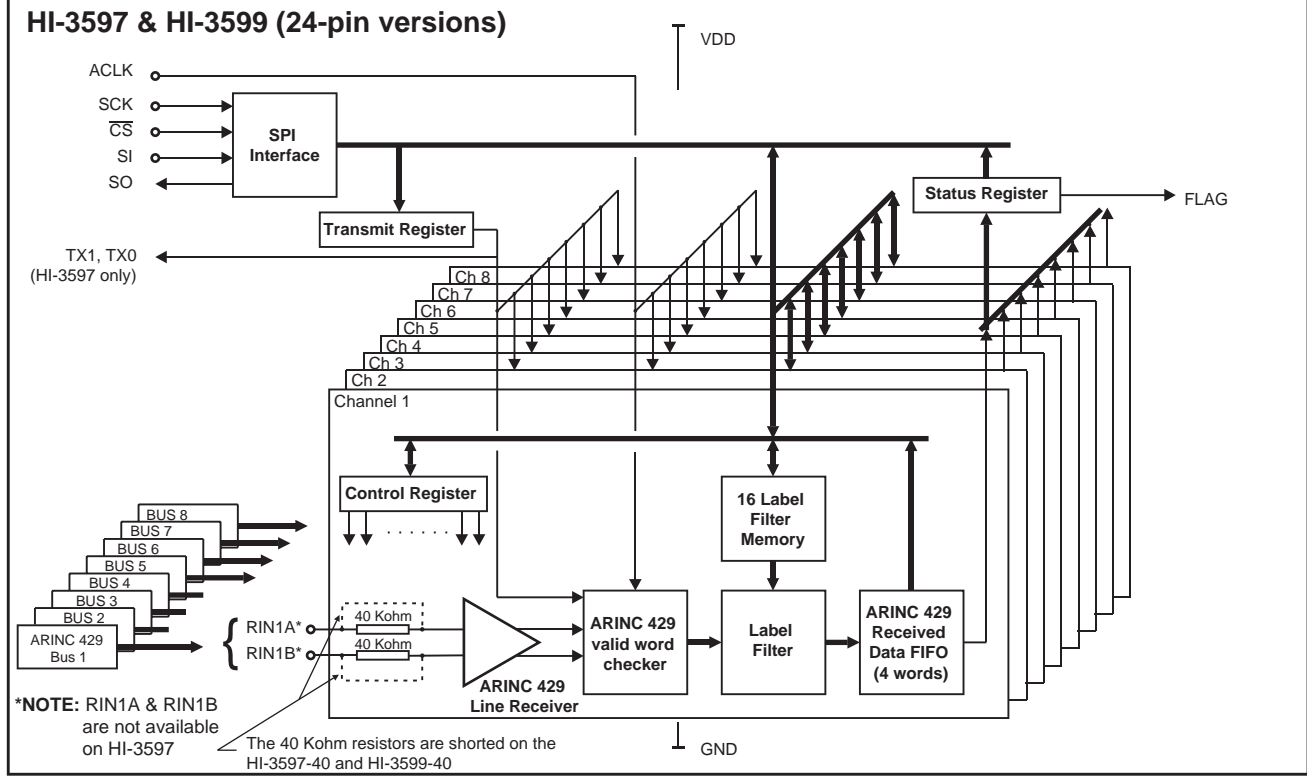 HI-3597 & HI-3599 (24-pin versions)
VDD
ACLK
SCK
CS
SI
SO
SPI
Interface
Transmit Register
Status Register
FLAG
TX1, TX0
(HI-3597 only)
Ch 8
Ch 7
Ch 6
Ch 5
Ch 4
Ch 3
Ch 2
Channel 1
Control Register
. . . . . . .
16 Label
Filter
Memory
BUS 8
BUS 7
BUS 6
BUS 5
BUS 4
BUS 3
BUS 2
ARINC 429
Bus 1
{
RIN1A*
RIN1B*
40 Kohm
40 Kohm
ARINC 429
Line Receiver
ARINC 429
valid word
checker
Label
Filter
ARINC 429
Received
Data FIFO
(4 words)
*NOTE: RIN1A & RIN1B
are not available
on HI-3597
The 40 Kohm resistors are shorted on the
HI-3597-40 and HI-3599-40
GND